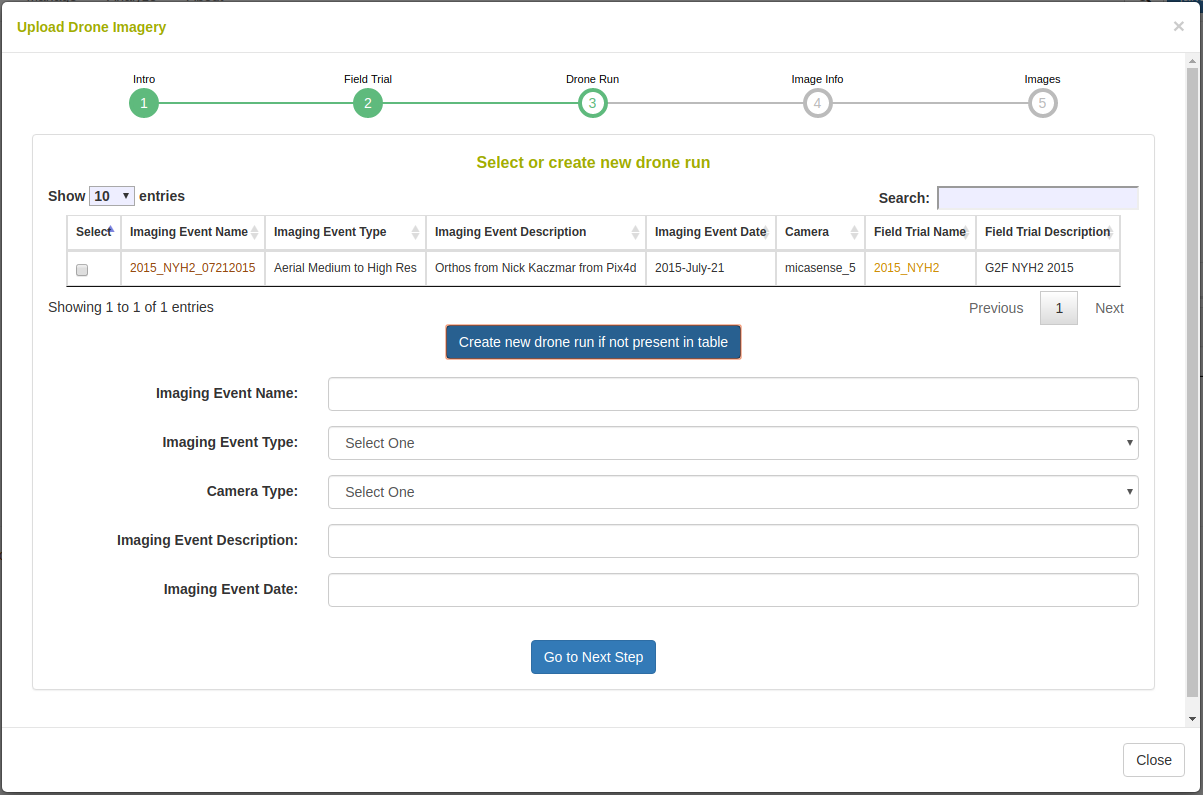 Upload Drone Imagery ×
Intro Field Trial Drone Run Image Info Images
1 2 3 4 5
Select or create new drone run
Show 10 entries Search:
Select Imaging Event Name Imaging Event Type Imaging Event Description Imaging Event Date Camera Field Trial Name Field Trial Description
2015_NYH2_07212015 Aerial Medium to High Res Orthos from Nick Kaczmar from Pix4d 2015-July-21 micasense_5 2015_NYH2 G2F NYH2 2015
Showing 1 to 1 of 1 entries Previous 1 Next
Create new drone run if not present in table
Imaging Event Name:
Imaging Event Type: Select One
Camera Type: Select One
Imaging Event Description:
Imaging Event Date:
Go to Next Step
Close